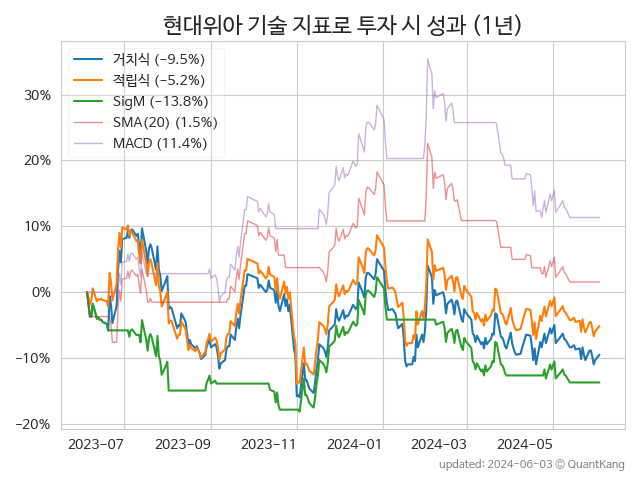 현대위아 기술 지표로 투자 시 성과 (1년)
거치식 (−9.5%)
적립식 (−5.2%)
SigM (−13.8%)
SMA(20) (1.5%)
MACD (11.4%)
30%
20%
10%
0%
−10%
−20%
2023-07 2023-09 2023-11 2024-01 2024-03 2024-05
updated: 2024-06-03 ⓒ QuantKang